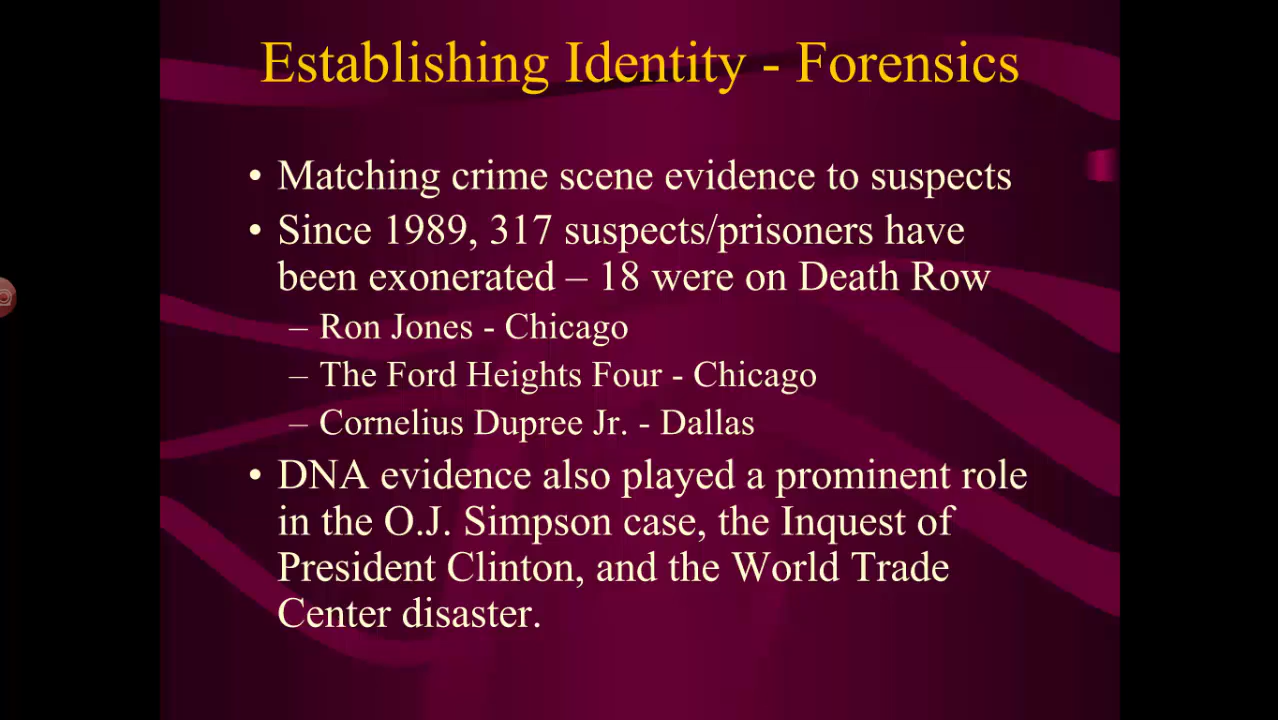 Establishing Identity - Forensics
• Matching crime scene evidence to suspects
• Since 1989, 317 suspects/prisoners have
been exonerated – 18 were on Death Row
– Ron Jones - Chicago
– The Ford Heights Four - Chicago
– Cornelius Dupree Jr. - Dallas
• DNA evidence also played a prominent role
in the O.J. Simpson case, the Inquest of
President Clinton, and the World Trade
Center disaster.